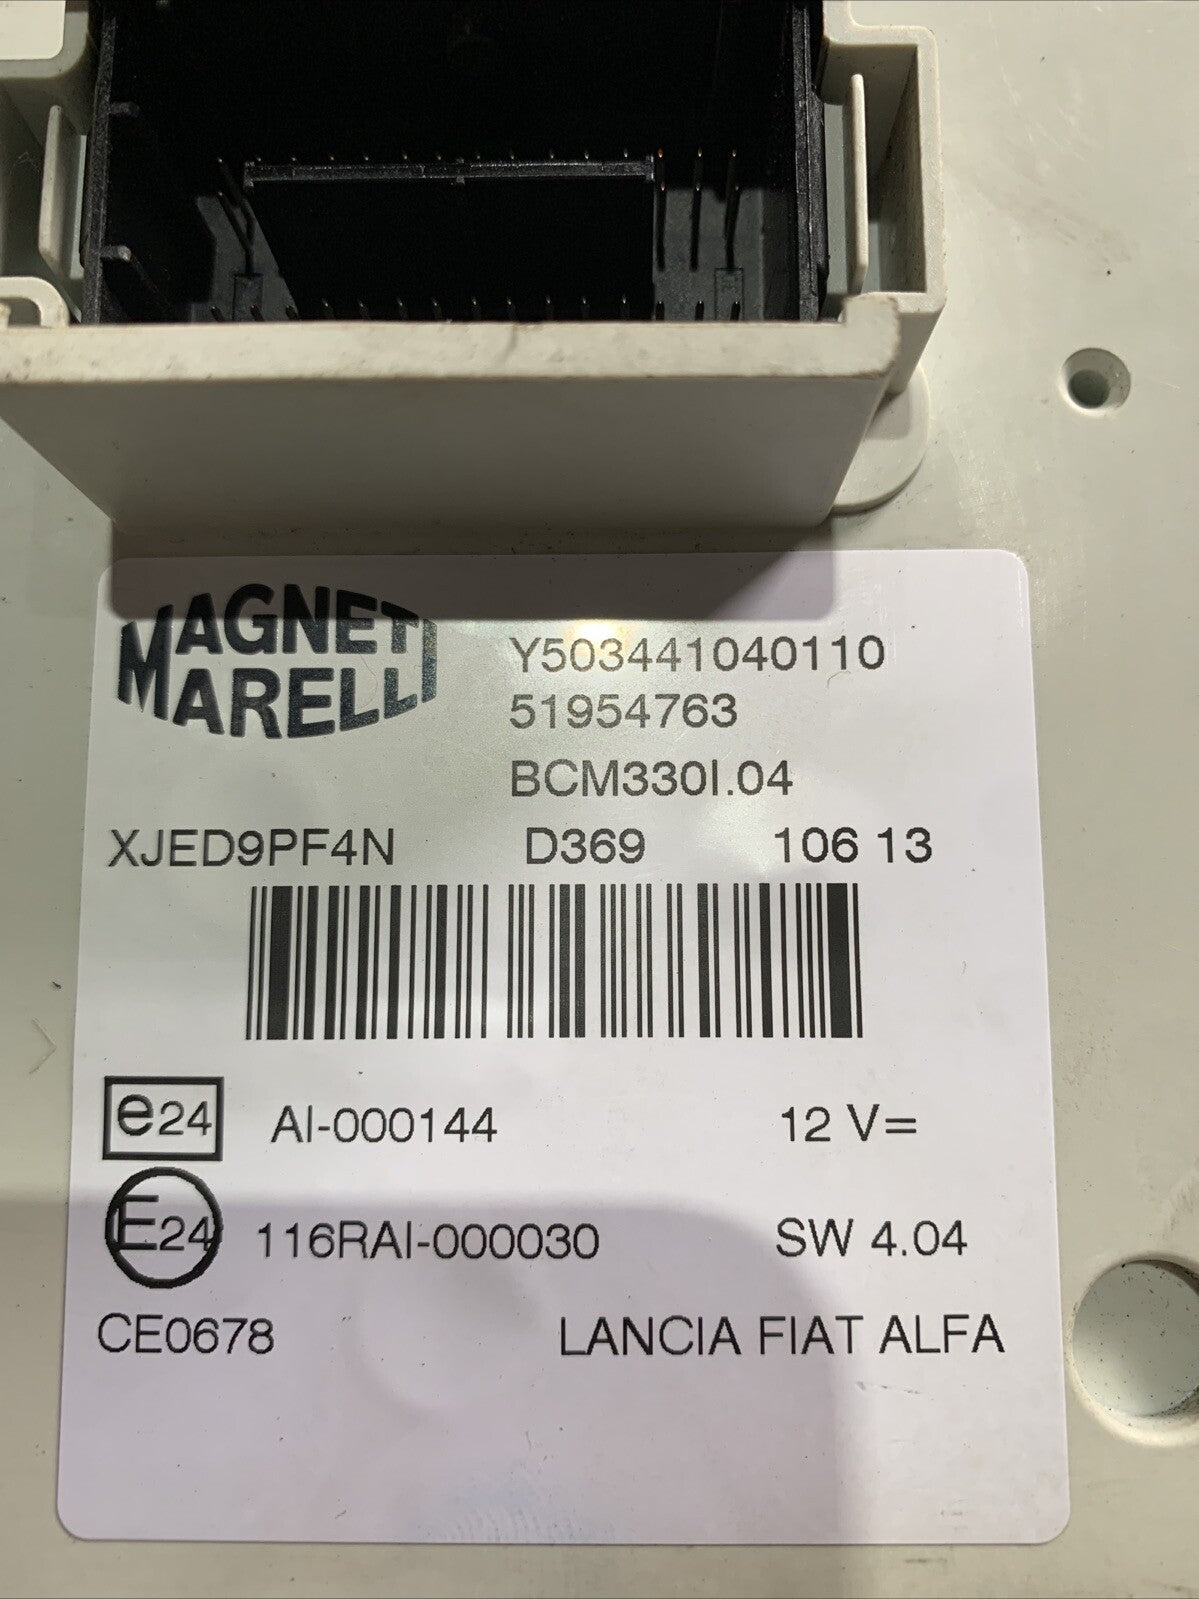 MAGNETI
MARELLI
Y503441040110
51954763
BCM330I.04
XJED9PF4N D369 106 13
e24 AI-000144 12 V=
E24 116RAI-000030 SW 4.04
CE0678 LANCIA FIAT ALFA